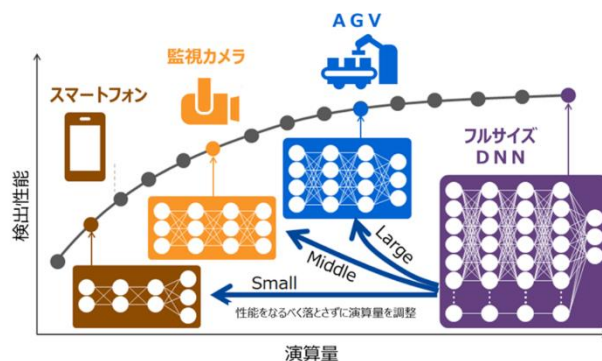 AGV
監視カメラ
スマートフォン
フルサイズ
DNN
検出性能
Large
Middle
Small
性能をなるべく落とさずに演算量を調整
演算量